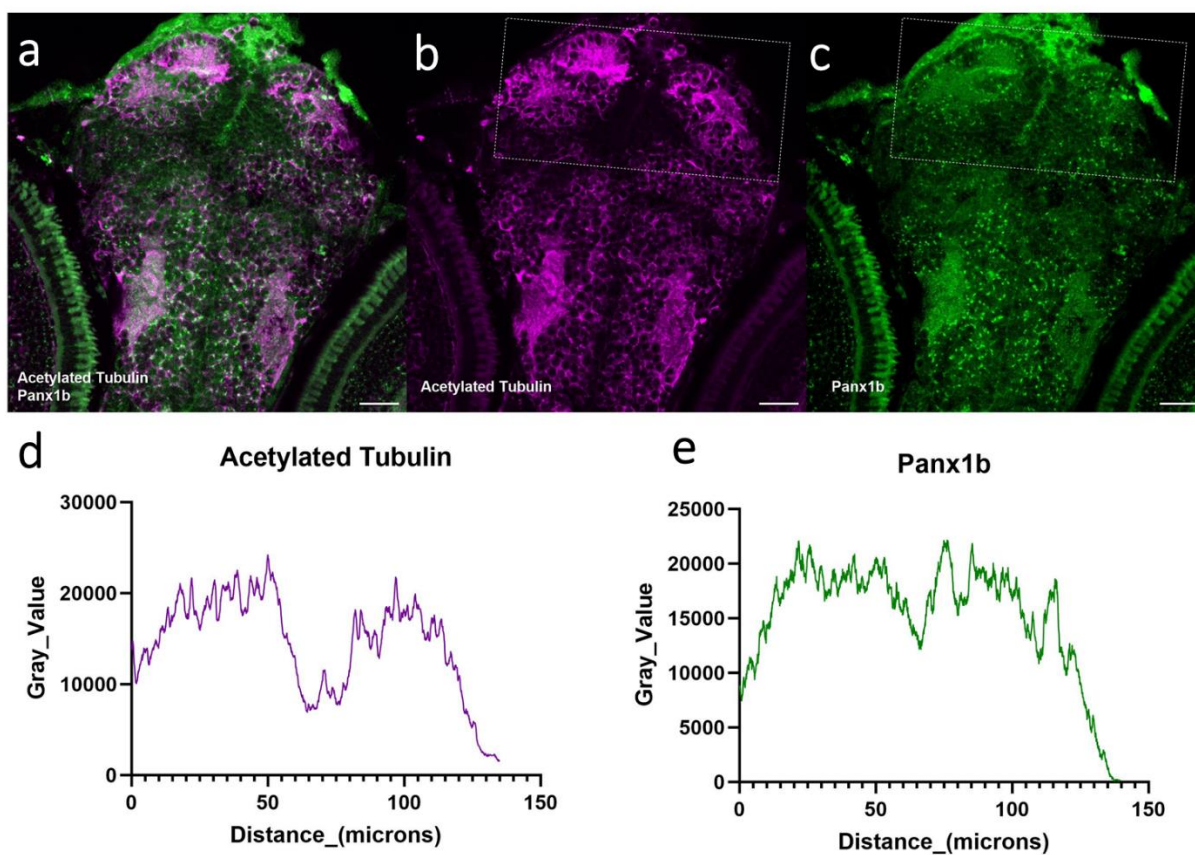 a
b
c
Acetylated Tubulin
Panx1b
Acetylated Tubulin
Panx1b
d
Acetylated Tubulin
30000
20000
10000
0
Gray_Value
0 50 100 150
Distance_(microns)
e
Panx1b
25000
20000
15000
10000
5000
0
Gray_Value
0 50 100 150
Distance_(microns)